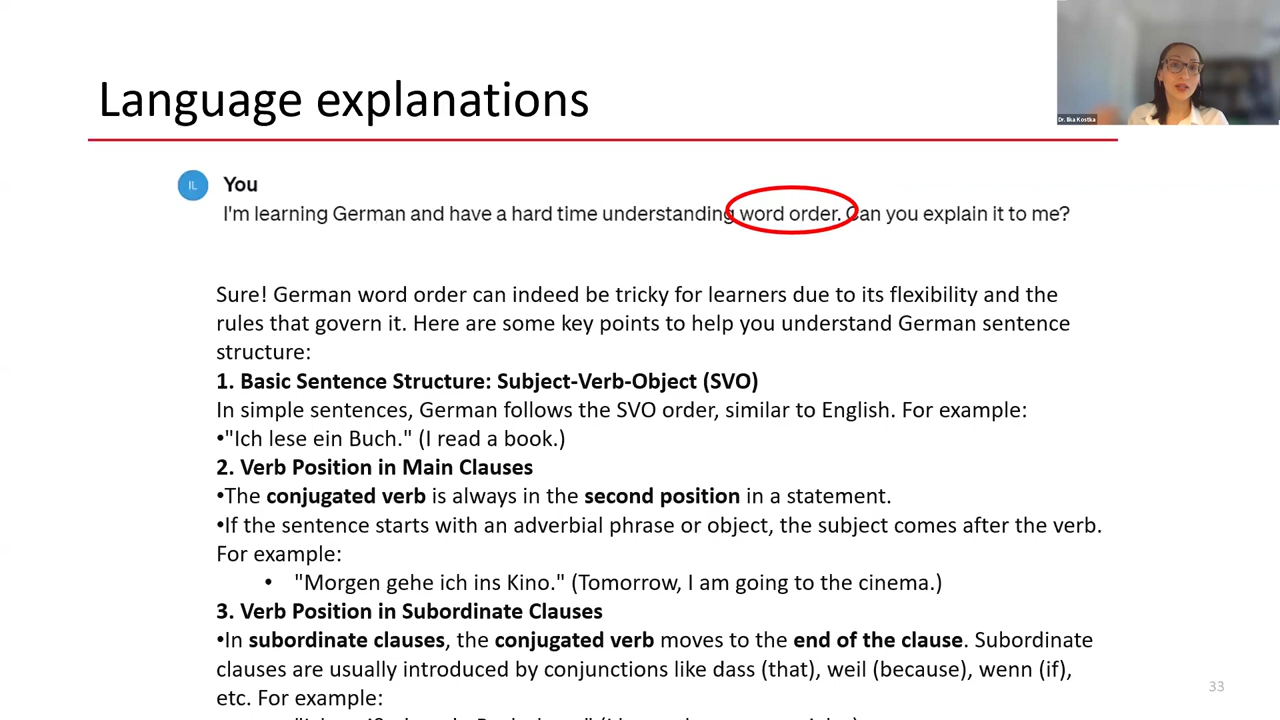 Language explanations
Dr. Ilka Kostka
IL
You
I'm learning German and have a hard time understanding word order. Can you explain it to me?
Sure! German word order can indeed be tricky for learners due to its flexibility and the
rules that govern it. Here are some key points to help you understand German sentence
structure:
1. Basic Sentence Structure: Subject-Verb-Object (SVO)
In simple sentences, German follows the SVO order, similar to English. For example:
•"Ich lese ein Buch." (I read a book.)
2. Verb Position in Main Clauses
•The conjugated verb is always in the second position in a statement.
•If the sentence starts with an adverbial phrase or object, the subject comes after the verb.
For example:
• "Morgen gehe ich ins Kino." (Tomorrow, I am going to the cinema.)
3. Verb Position in Subordinate Clauses
•In subordinate clauses, the conjugated verb moves to the end of the clause. Subordinate
clauses are usually introduced by conjunctions like dass (that), weil (because), wenn (if),
etc. For example:
33